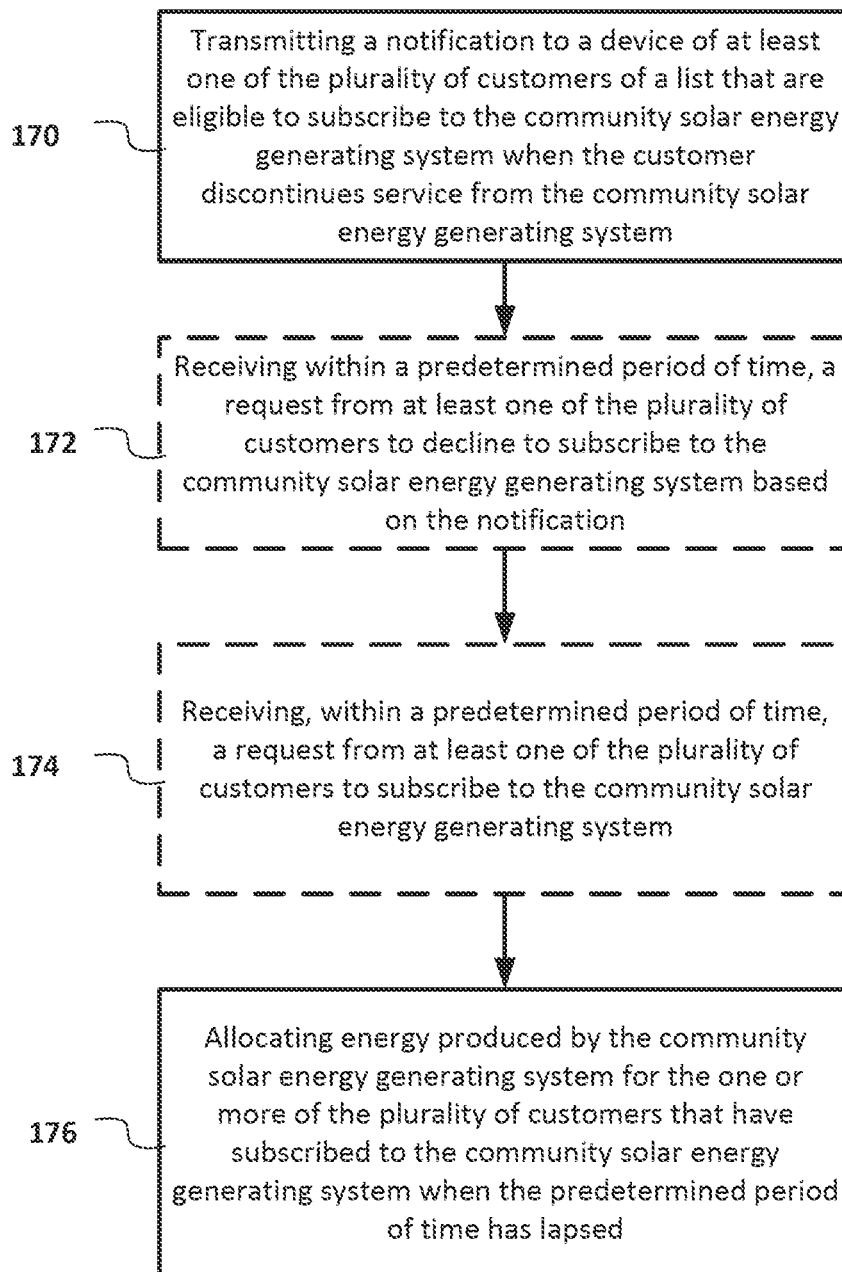 Transmitting a notification to a device of at least
one of the plurality of customers of a list that are
eligible to subscribe to the community solar energy
generating system when the customer
discontinues service from the community solar
energy generating system
170
Receiving within a predetermined period of time, a
request from at least one of the plurality of
customers to decline to subscribe to the
community solar energy generating system based
on the notification
172
Receiving, within a predetermined period of time,
a request from at least one of the plurality of
customers to subscribe to the community solar
energy generating system
174
Allocating energy produced by the community
solar energy generating system for the one or
more of the plurality of customers that have
subscribed to the community solar energy
generating system when the predetermined period
of time has lapsed
176